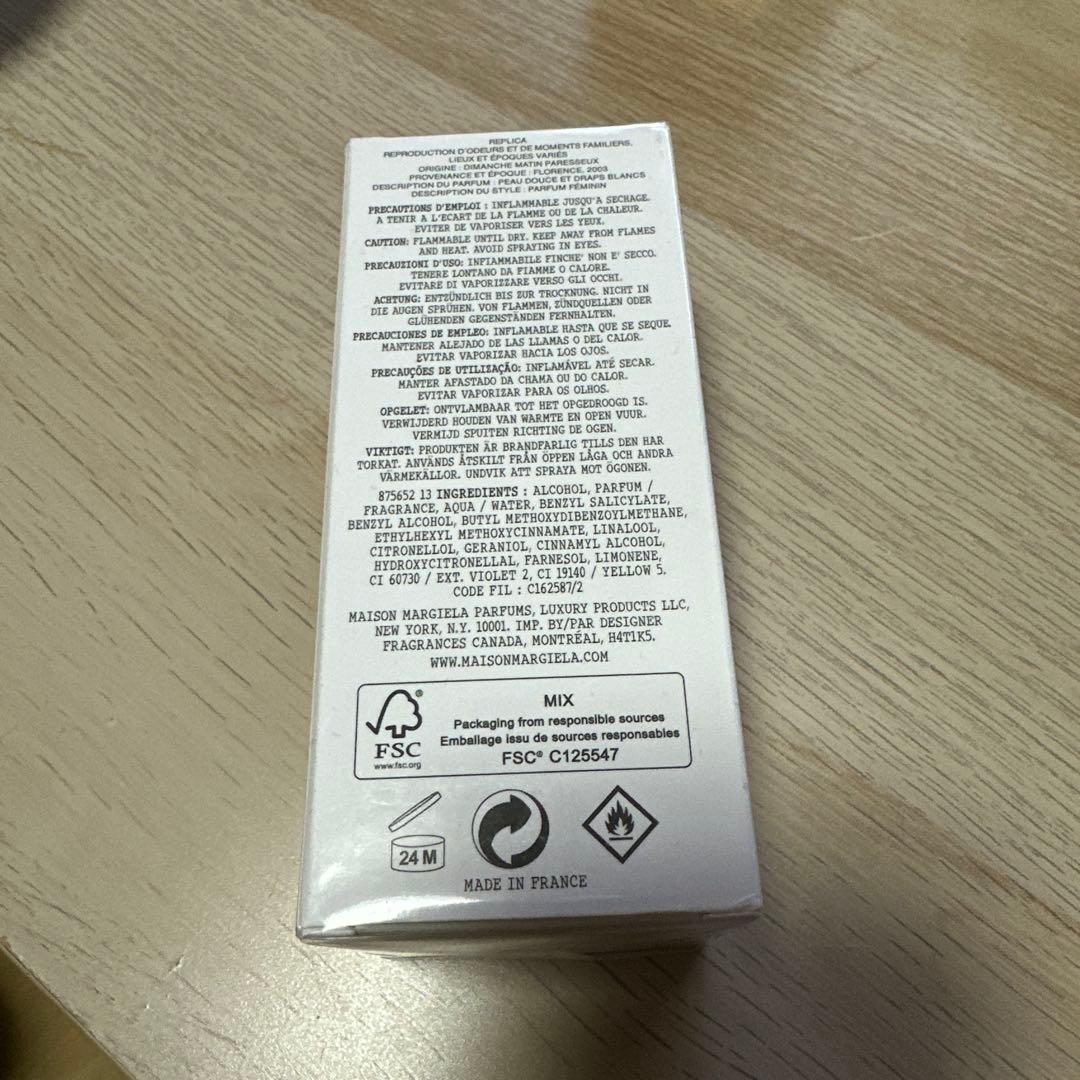 REPLICA
REPRODUCTION D'ODEURS ET DE MOMENTS FAMILIERS,
LIEUX ET ÉPOQUES VARIÉS
ORIGINE : DIMANCHE MATIN PARESSEUX
PROVENANCE ET ÉPOQUE : FLORENCE, 2003
DESCRIPTION DU PARFUM : PEAU DOUCE ET DRAPS BLANCS
DESCRIPTION DU STYLE : PARFUM FÉMININ
PRECAUTIONS D'EMPLOI : INFLAMMABLE JUSQU'A SECHAGE.
A TENIR A L'ECART DE LA FLAMME OU DE LA CHALEUR.
EVITER DE VAPORISER VERS LES YEUX.
CAUTION: FLAMMABLE UNTIL DRY. KEEP AWAY FROM FLAMES
AND HEAT. AVOID SPRAYING IN EYES.
PRECAUZIONI D'USO: INFIAMMABILE FINCHE' NON E' SECCO.
TENERE LONTANO DA FIAMME O CALORE.
EVITARE DI VAPORIZZARE VERSO GLI OCCHI.
ACHTUNG: ENTZÜNDLICH BIS ZUR TROCKNUNG. NICHT IN
DIE AUGEN SPRÜHEN. VON FLAMMEN, ZÜNDQUELLEN ODER
GLÜHENDEN GEGENSTÄNDEN FERNHALTEN.
PRECAUCIONES DE EMPLEO: INFLAMABLE HASTA QUE SE SEQUE.
MANTENER ALEJADO DE LAS LLAMAS O DEL CALOR.
EVITAR VAPORIZAR HACIA LOS OJOS.
PRECAUÇÕES DE UTILIZAÇÃO: INFLAMÁVEL ATÉ SECAR.
MANTER AFASTADO DA CHAMA OU DO CALOR.
EVITAR VAPORIZAR PARA OS OLHOS.
OPGELET: ONTVLAMBAAR TOT HET OPGEDROOGD IS.
VERWIJDERD HOUDEN VAN WARMTE EN OPEN VUUR.
VERMIJD SPUITEN RICHTING DE OGEN.
VIKTIGT: PRODUKTEN ÄR BRANDFARLIG TILLS DEN HAR
TORKAT. ANVÄNDS ÅTSKILT FRÅN ÖPPEN LÅGA OCH ANDRA
VÄRMEKÄLLOR. UNDVIK ATT SPRAYA MOT ÖGONEN.
875652 13 INGREDIENTS : ALCOHOL, PARFUM /
FRAGRANCE, AQUA / WATER, BENZYL SALICYLATE,
BENZYL ALCOHOL, BUTYL METHOXYDIBENZOYLMETHANE,
ETHYLHEXYL METHOXYCINNAMATE, LINALOOL,
CITRONELLOL, GERANIOL, CINNAMYL ALCOHOL,
HYDROXYCITRONELLAL, FARNESOL, LIMONENE,
CI 60730 / EXT. VIOLET 2, CI 19140 / YELLOW 5.
CODE FIL : C162587/2
MAISON MARGIELA PARFUMS, LUXURY PRODUCTS LLC,
NEW YORK, N.Y. 10001. IMP. BY/PAR DESIGNER
FRAGRANCES CANADA, MONTRÉAL, H4T1K5.
WWW.MAISONMARGIELA.COM
FSC
www.fsc.org
MIX
Packaging from responsible sources
Emballage issu de sources responsables
FSC® C125547
24 M
MADE IN FRANCE